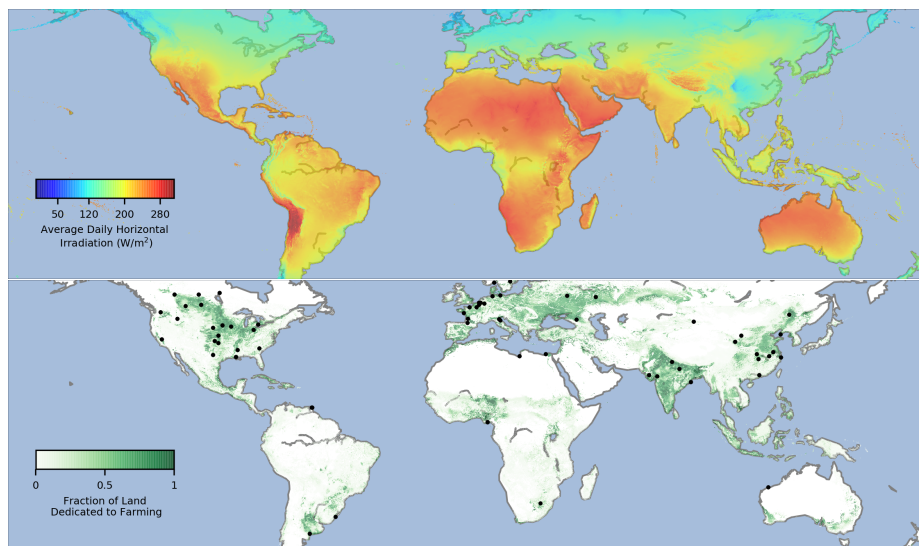 50 120 200 280
Average Daily Horizontal
Irradiation (W/m²)
0 0.5 1
Fraction of Land
Dedicated to Farming